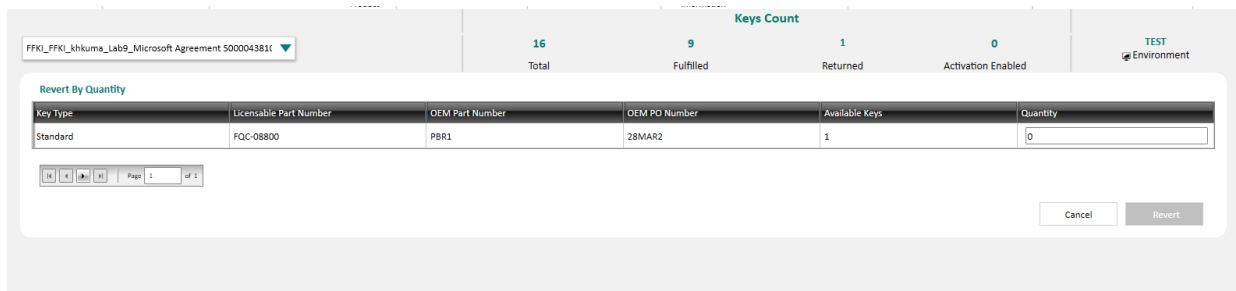 Keys Count
FFKI_FFKI_khkuma_Lab9_Microsoft Agreement S00004381(
16 9 1 0 TEST
Total Fulfilled Returned Activation Enabled Environment
Revert By Quantity
Key Type Licensable Part Number OEM Part Number OEM PO Number Available Keys Quantity
Standard FQC-08800 PBR1 28MAR2 1 0
Page 1 of 1
Cancel Revert